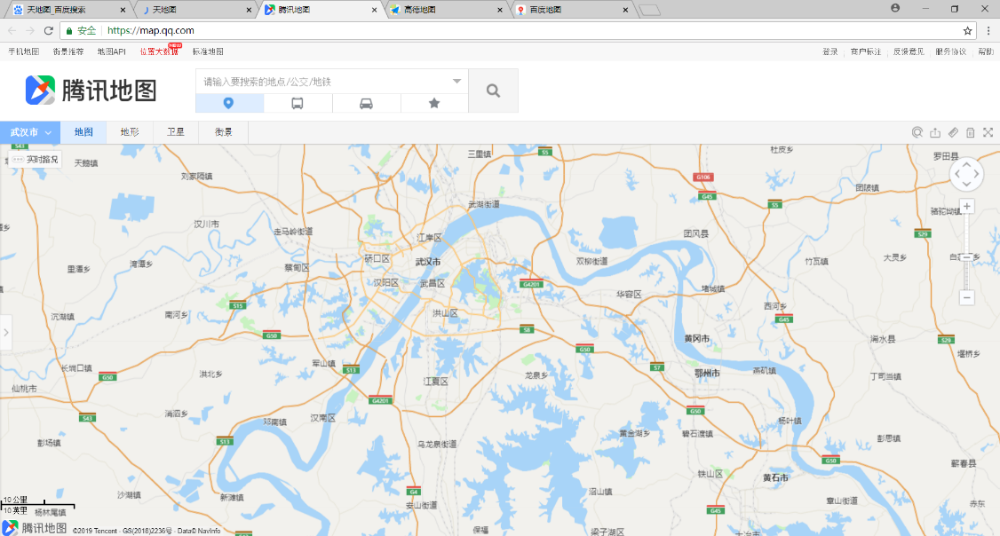 天地图_百度搜索
天地图
腾讯地图
高德地图
百度地图
安全 https://map.qq.com
手机地图 街景推荐 地图API 位置大数据 NEW 标准地图
登录 商户标注 反馈意见 服务协议 帮助
腾讯地图
请输入要搜索的地点/公交/地铁
武汉市 地图 地形 卫星 街景
实时路况
S43
天鹅镇
三里镇
S5
杜皮乡
罗田县
刘家隔镇
G106
G45
团陂镇
S5
武湖街道
骆驼坳镇
汉川市
走马岭街道
江岸区
团风县
S29
硚口区
武汉市
双柳街道
竹瓦镇
大灵乡
里潭乡
湾潭乡
蔡甸区
汉阳区
武昌区
G4201
华容区
堵城镇
S15
洪山区
西河乡
G45
沉湖镇
南河乡
G50
S8
黄冈市
浠水县
S29
G50
堰桥乡
长埫口镇
G50
洪北乡
军山镇
S13
江夏区
龙泉乡
S7
鄂州市
燕矶镇
丁司垱镇
仙桃市
G4201
G50
S43
消泗乡
邓南镇
汉南区
杨叶镇
彭场镇
S13
乌龙泉街道
黄金湖乡
碧石渡镇
彭思镇
G50
蕲春县
铁山区
黄石市
沙湖镇
新滩镇
G4
安山街道
沼山镇
章山街道
赤东
G45
10 公里
10 英里
杨林尾镇
保福
梁子湖区
大冶市
腾讯地图 ©2019 Tencent - GS(2018)2236号 - Data© NavInfo